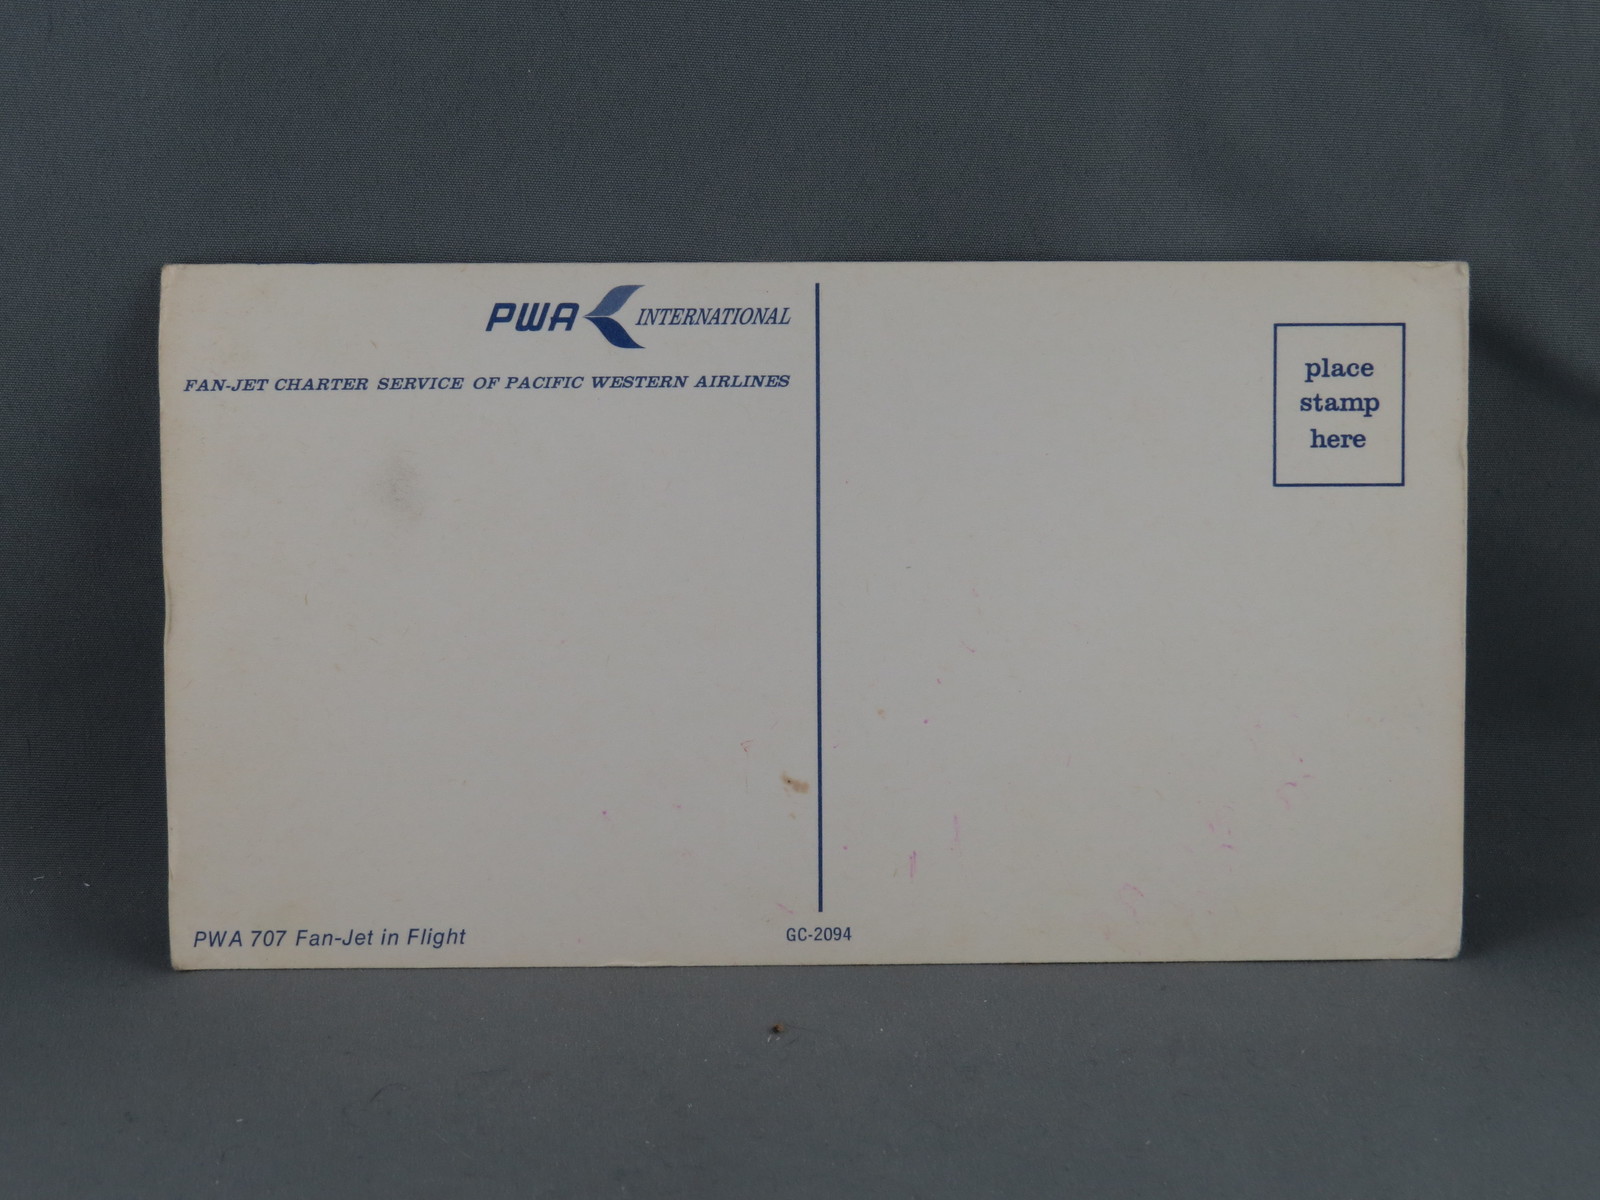 PWA INTERNATIONAL
FAN-JET CHARTER SERVICE OF PACIFIC WESTERN AIRLINES
place
stamp
here
PWA 707 Fan-Jet in Flight
GC-2094